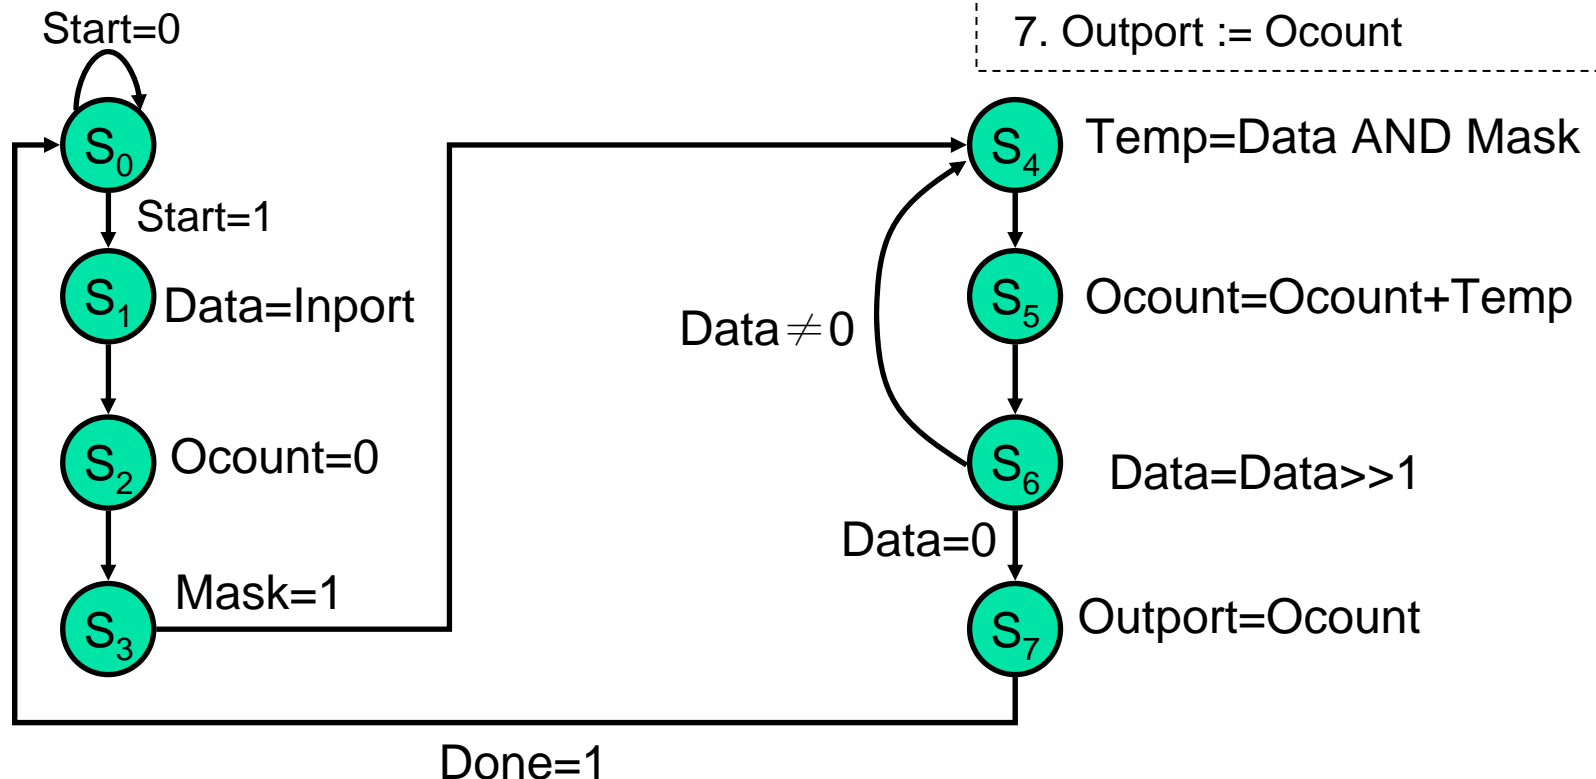 Start=0
7. Outport := Ocount
S0
S4
Temp=Data AND Mask
Start=1
S1
Data=Inport
S5
Ocount=Ocount+Temp
Data≠0
S2
Ocount=0
S6
Data=Data>>1
Data=0
Mask=1
S3
S7
Outport=Ocount
Done=1